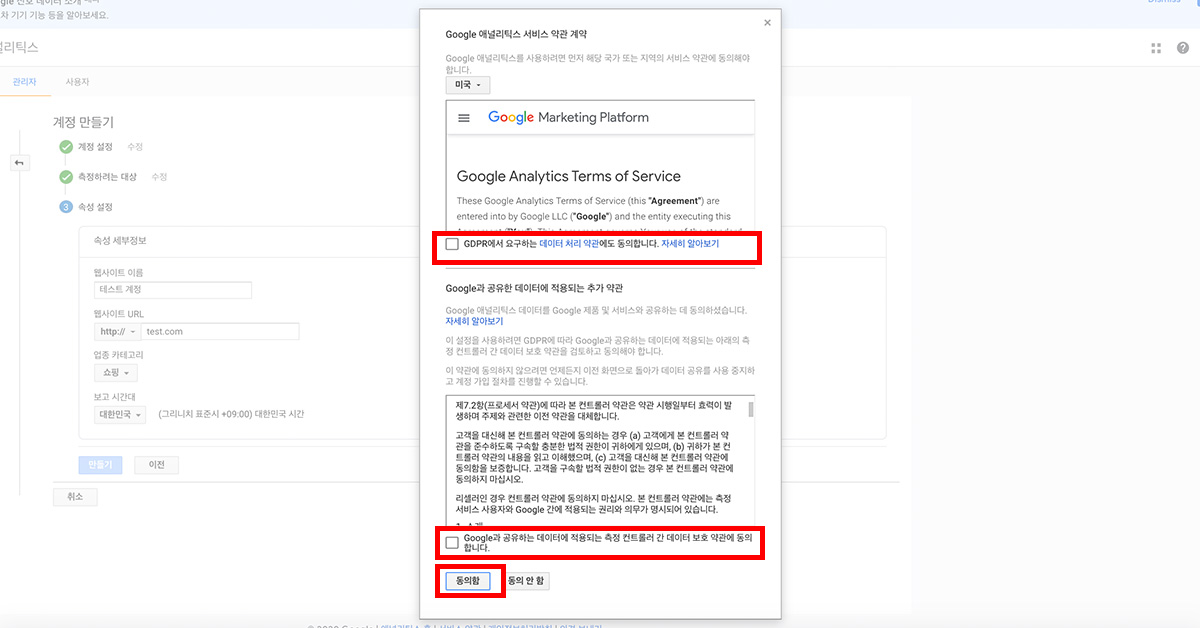 차 기기 기능 등을 알아보세요.
Dismiss
관리자
사용자
계정 만들기
계정 설정 수정
측정하려는 대상 수정
3 속성 설정
속성 세부정보
웹사이트 이름
테스트 계정
웹사이트 URL
http:// test.com
업종 카테고리
쇼핑
보고 시간대
대한민국 (그리니치 표준시 +09:00) 대한민국 시간
만들기 이전
취소
Google 애널리틱스 서비스 약관 계약
Google 애널리틱스를 사용하려면 먼저 해당 국가 또는 지역의 서비스 약관에 동의해야
합니다.
미국
Google Marketing Platform
Google Analytics Terms of Service
These Google Analytics Terms of Service (this "Agreement") are
entered into by Google LLC ("Google") and the entity executing this
GDPR에서 요구하는 데이터 처리 약관에도 동의합니다. 자세히 알아보기
Google과 공유한 데이터에 적용되는 추가 약관
Google 애널리틱스 데이터를 Google 제품 및 서비스와 공유하는 데 동의하셨습니다.
자세히 알아보기
이 설정을 사용하려면 GDPR에 따라 Google과 공유하는 데이터에 적용되는 아래의 측
정 컨트롤러 간 데이터 보호 약관을 검토하고 동의해야 합니다.
이 약관에 동의하지 않으려면 언제든지 이전 화면으로 돌아가 데이터 공유를 사용 중지하
고 계정 가입 절차를 진행할 수 있습니다.
제7.2항(프로세서 약관)에 따라 본 컨트롤러 약관은 약관 시행일부터 효력이 발
생하며 주제와 관련한 이전 약관을 대체합니다.
고객을 대신해 본 컨트롤러 약관에 동의하는 경우 (a) 고객에게 본 컨트롤러 약
관을 준수하도록 구속할 충분한 법적 권한이 귀하에게 있으며, (b) 귀하가 본 컨
트롤러 약관의 내용을 읽고 이해했으며, (c) 고객을 대신해 본 컨트롤러 약관에
동의함을 보증합니다. 고객을 구속할 법적 권한이 없는 경우 본 컨트롤러 약관에
동의하지 마십시오.
리셀러인 경우 컨트롤러 약관에 동의하지 마십시오. 본 컨트롤러 약관에는 측정
서비스 사용자와 Google 간에 적용되는 권리와 의무가 명시되어 있습니다.
Google과 공유하는 데이터에 적용되는 측정 컨트롤러 간 데이터 보호 약관에 동의
합니다.
동의함 동의 안 함